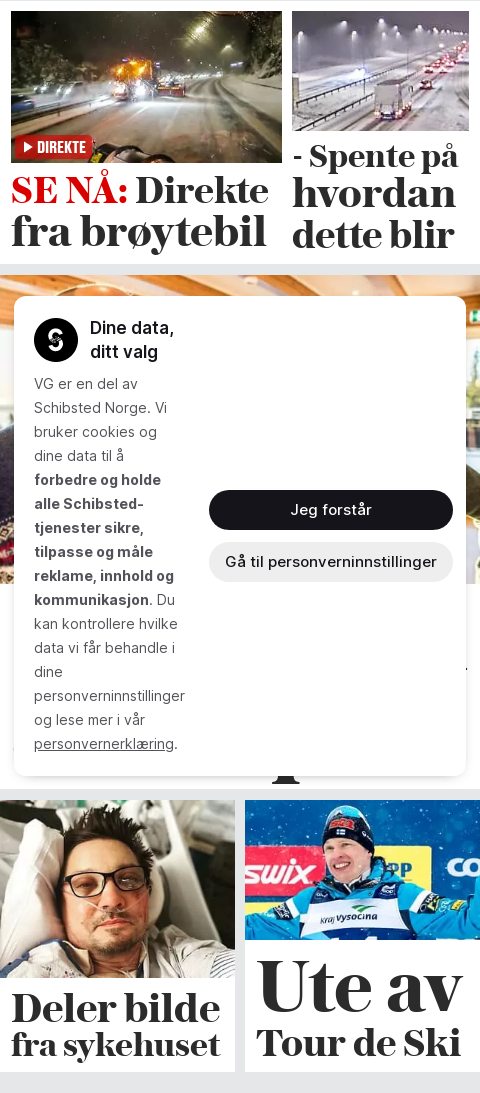 DIREKTE
SE NÅ: Direkte
fra brøytebil
- Spente på
hvordan
dette blir
Dine data,
ditt valg
VG er en del av
Schibsted Norge. Vi
bruker cookies og
dine data til å
forbedre og holde
alle Schibsted-
tjenester sikre,
tilpasse og måle
reklame, innhold og
kommunikasjon. Du
kan kontrollere hvilke
data vi får behandle i
dine
personverninnstillinger
og lese mer i vår
personvernerklæring.
Jeg forstår
Gå til personverninnstillinger
swix
kraj vysočina
Deler bilde
fra sykehuset
Ute av
Tour de Ski